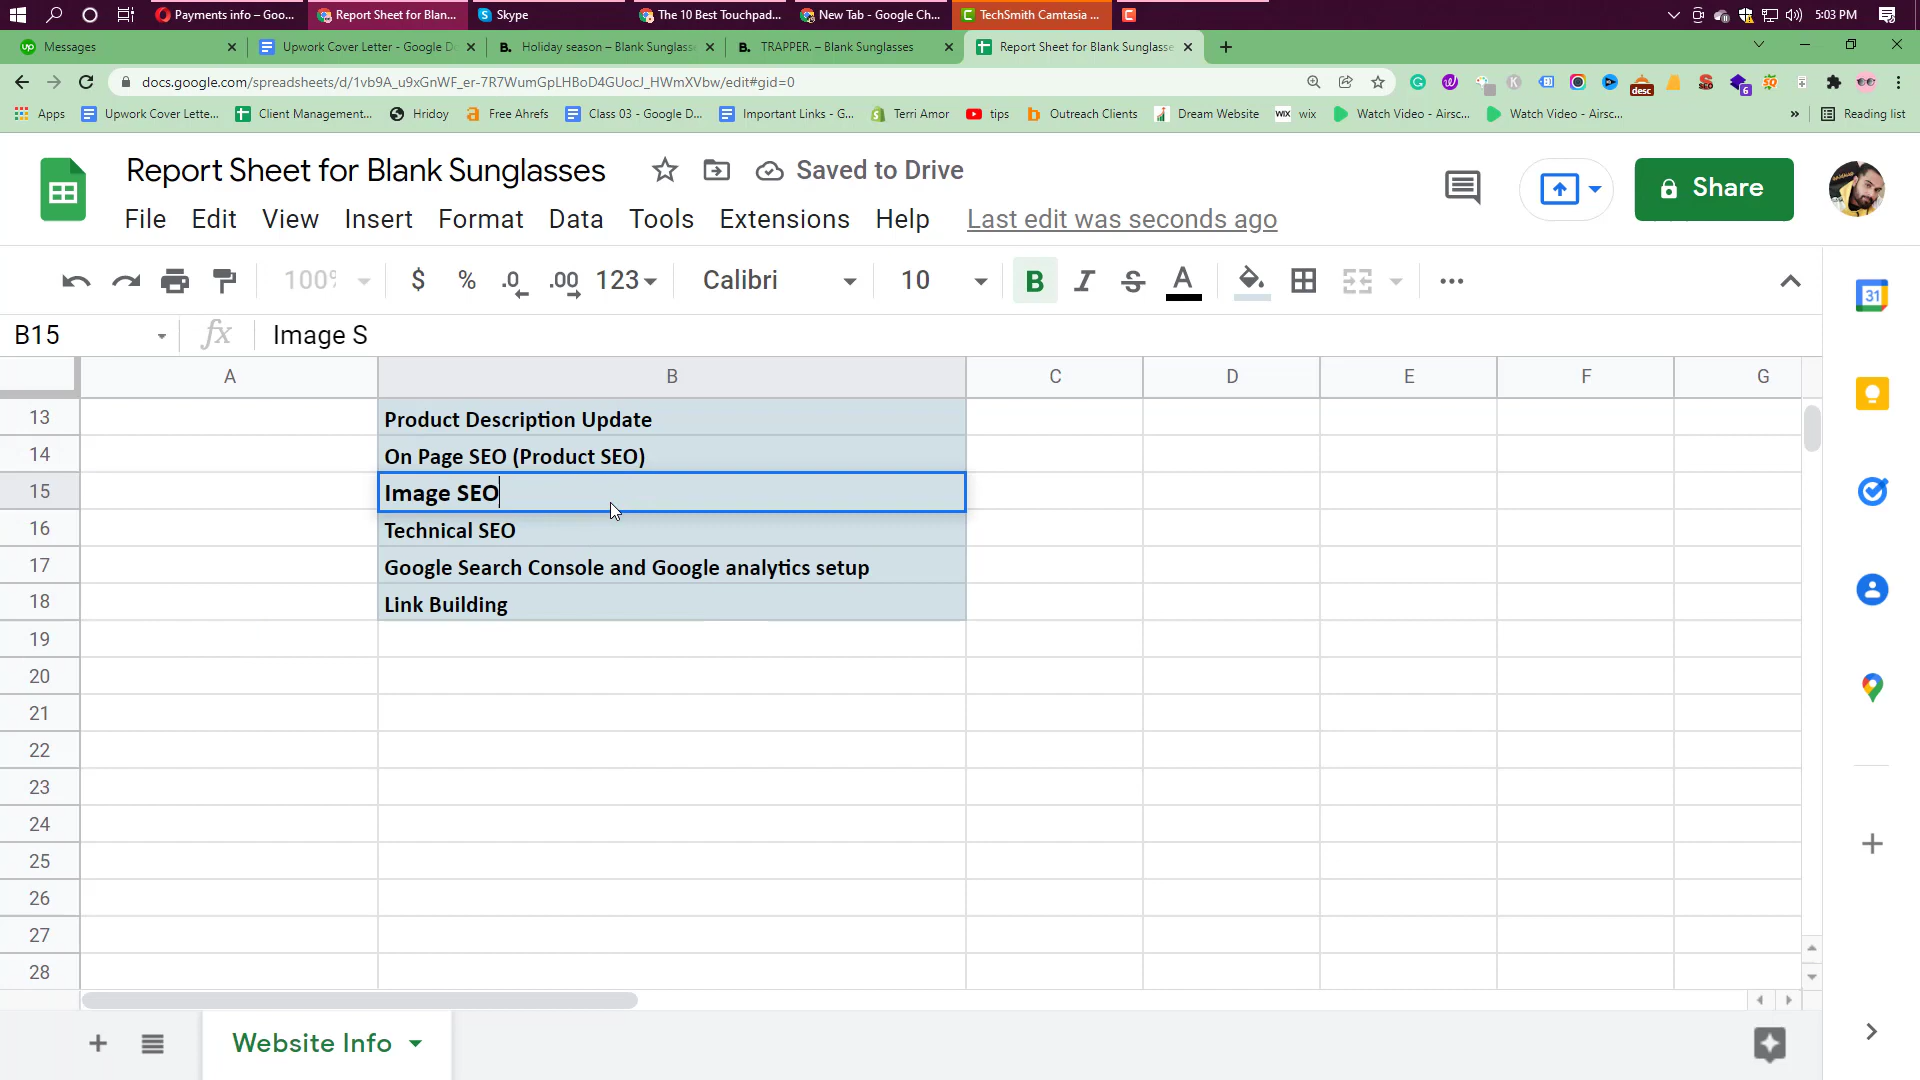 Payments info – Goo...
Report Sheet for Blan...
Skype
The 10 Best Touchpad...
New Tab - Google Ch...
TechSmith Camtasia ...
5:03 PM
Messages
Upwork Cover Letter - Google D
Holiday season – Blank Sunglass
TRAPPER. – Blank Sunglasses
Report Sheet for Blank Sunglasse
docs.google.com/spreadsheets/d/1vb9A_u9xGnWF_er-7R7WumGpLHBoD4GUocJ_HWmXVbw/edit#gid=0
desc
6
Apps
Upwork Cover Lette...
Client Management...
Hridoy
Free Ahrefs
Class 03 - Google D...
Important Links - G...
Terri Amor
tips
Outreach Clients
Dream Website
WIX wix
Watch Video - Airsc...
Watch Video - Airsc...
»
Reading list
Report Sheet for Blank Sunglasses
Saved to Drive
Share
File Edit View Insert Format Data Tools Extensions Help
Last edit was seconds ago
100%
$ % .0 .00 123
Calibri
10
B I S A
31
B15
fx
Image S
A B C D E F G
13 Product Description Update
14 On Page SEO (Product SEO)
15 Image SEO
16 Technical SEO
17 Google Search Console and Google analytics setup
18 Link Building
19
20
21
22
23
24
25
26
27
28
Website Info